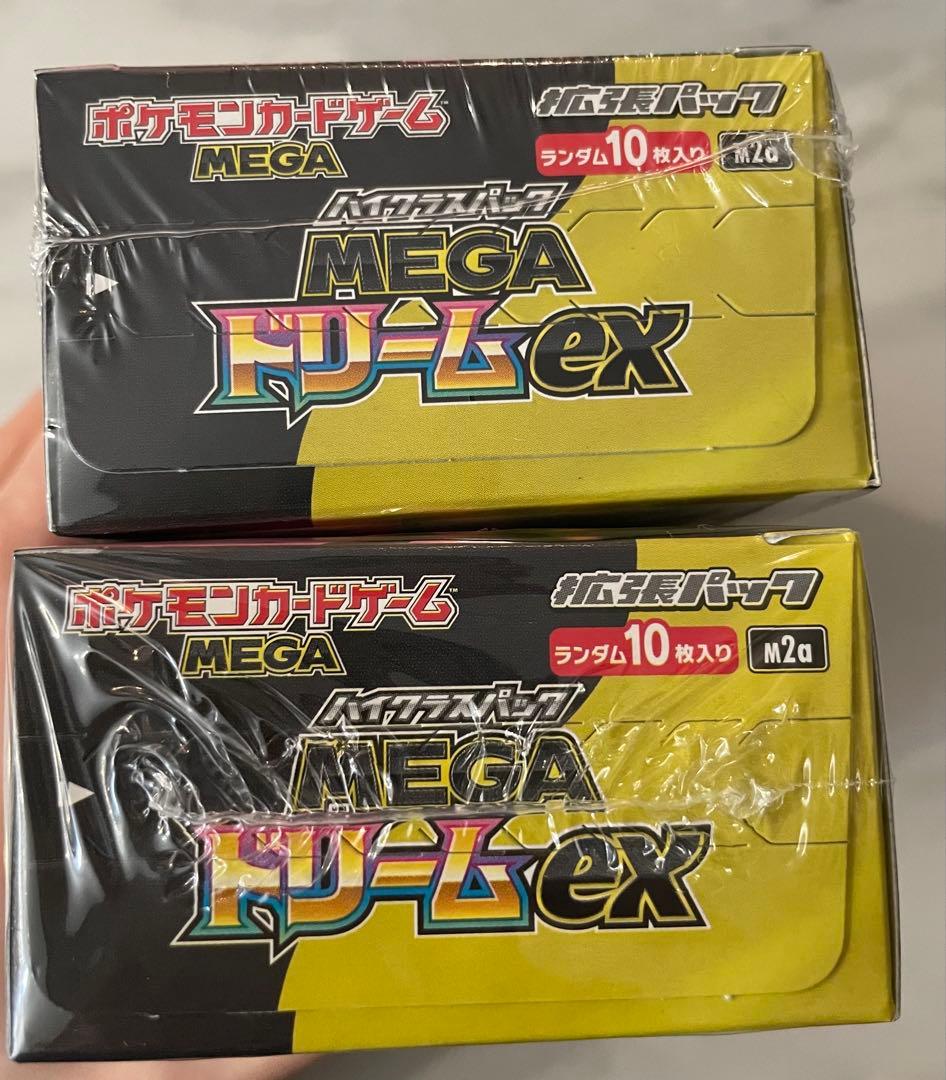 ポケモンカードゲーム™
MEGA
拡張パック
ランダム10枚入り
M2a
ハイクラスパック
MEGA
ドリームex
ポケモンカードゲーム™
MEGA
拡張パック
ランダム10枚入り
M2a
ハイクラスパック
MEGA
ドリームex